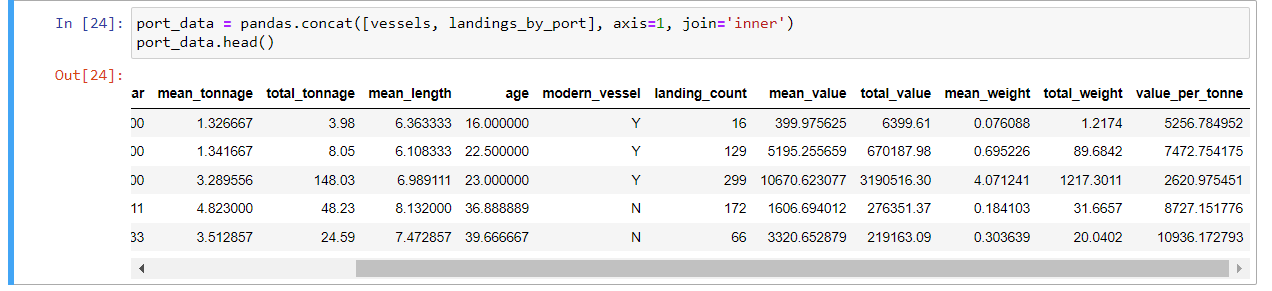 In [24]: port_data = pandas.concat([vessels, landings_by_port], axis=1, join='inner')
port_data.head()
Out[24]:
ar mean_tonnage total_tonnage mean_length age modern_vessel landing_count mean_value total_value mean_weight total_weight value_per_tonne
00 1.326667 3.98 6.363333 16.000000 Y 16 399.975625 6399.61 0.076088 1.2174 5256.784952
00 1.341667 8.05 6.108333 22.500000 Y 129 5195.255659 670187.98 0.695226 89.6842 7472.754175
00 3.289556 148.03 6.989111 23.000000 Y 299 10670.623077 3190516.30 4.071241 1217.3011 2620.975451
11 4.823000 48.23 8.132000 36.888889 N 172 1606.694012 276351.37 0.184103 31.6657 8727.151776
33 3.512857 24.59 7.472857 39.666667 N 66 3320.652879 219163.09 0.303639 20.0402 10936.172793